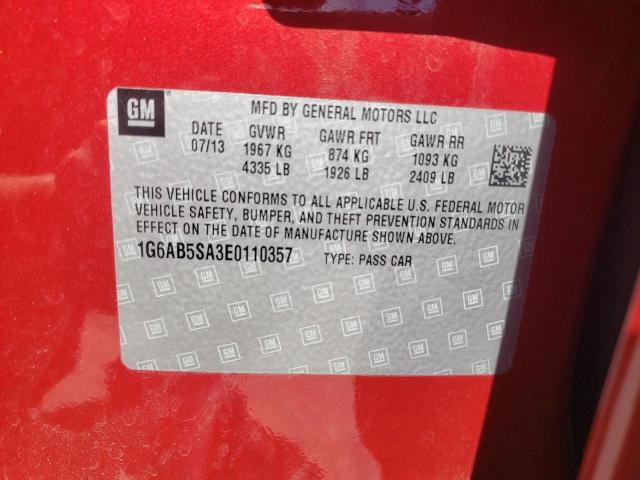 GM
MFD BY GENERAL MOTORS LLC
DATE GVWR GAWR FRT GAWR RR
07/13 1967 KG 874 KG 1093 KG
4335 LB 1926 LB 2409 LB
THIS VEHICLE CONFORMS TO ALL APPLICABLE U.S. FEDERAL MOTOR
VEHICLE SAFETY, BUMPER, AND THEFT PREVENTION STANDARDS IN
EFFECT ON THE DATE OF MANUFACTURE SHOWN ABOVE.
1G6AB5SA3E0110357 TYPE: PASS CAR